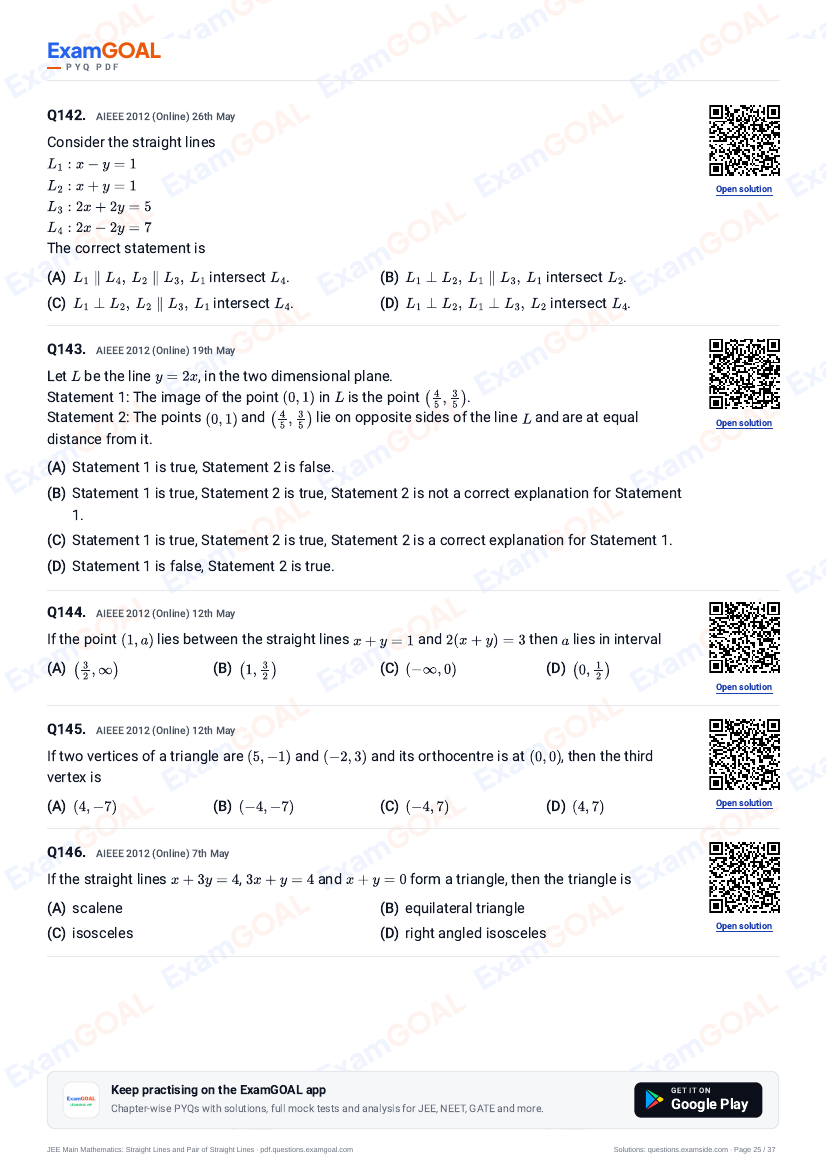 ExamGOAL
PYQ PDF
Q142. AIEEE 2012 (Online) 26th May
Consider the straight lines
L₁ : x − y = 1
L₂ : x + y = 1
L₃ : 2x + 2y = 5
L₄ : 2x − 2y = 7
The correct statement is
(A) L₁ ∥ L₄, L₂ ∥ L₃, L₁ intersect L₄. (B) L₁ ⊥ L₂, L₁ ∥ L₃, L₁ intersect L₂.
(C) L₁ ⊥ L₂, L₂ ∥ L₃, L₁ intersect L₄. (D) L₁ ⊥ L₂, L₁ ⊥ L₃, L₂ intersect L₄.
Open solution
Q143. AIEEE 2012 (Online) 19th May
Let L be the line y = 2x, in the two dimensional plane.
Statement 1: The image of the point (0, 1) in L is the point (4/5, 3/5).
Statement 2: The points (0, 1) and (4/5, 3/5) lie on opposite sides of the line L and are at equal
distance from it.
(A) Statement 1 is true, Statement 2 is false.
(B) Statement 1 is true, Statement 2 is true, Statement 2 is not a correct explanation for Statement
1.
(C) Statement 1 is true, Statement 2 is true, Statement 2 is a correct explanation for Statement 1.
(D) Statement 1 is false, Statement 2 is true.
Open solution
Q144. AIEEE 2012 (Online) 12th May
If the point (1, a) lies between the straight lines x + y = 1 and 2(x + y) = 3 then a lies in interval
(A) (3/2, ∞) (B) (1, 3/2) (C) (−∞, 0) (D) (0, 1/2)
Open solution
Q145. AIEEE 2012 (Online) 12th May
If two vertices of a triangle are (5, −1) and (−2, 3) and its orthocentre is at (0, 0), then the third
vertex is
(A) (4, −7) (B) (−4, −7) (C) (−4, 7) (D) (4, 7)
Open solution
Q146. AIEEE 2012 (Online) 7th May
If the straight lines x + 3y = 4, 3x + y = 4 and x + y = 0 form a triangle, then the triangle is
(A) scalene (B) equilateral triangle
(C) isosceles (D) right angled isosceles
Open solution
Keep practising on the ExamGOAL app
Chapter-wise PYQs with solutions, full mock tests and analysis for JEE, NEET, GATE and more.
GET IT ON
Google Play
JEE Main Mathematics: Straight Lines and Pair of Straight Lines · pdf.questions.examgoal.com
Solutions: questions.examside.com · Page 25 / 37